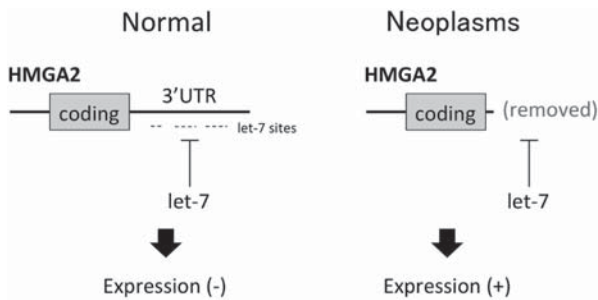 Normal
HMGA2
coding
3'UTR
let-7 sites
let-7
Expression (-)
Neoplasms
HMGA2
coding
(removed)
let-7
Expression (+)